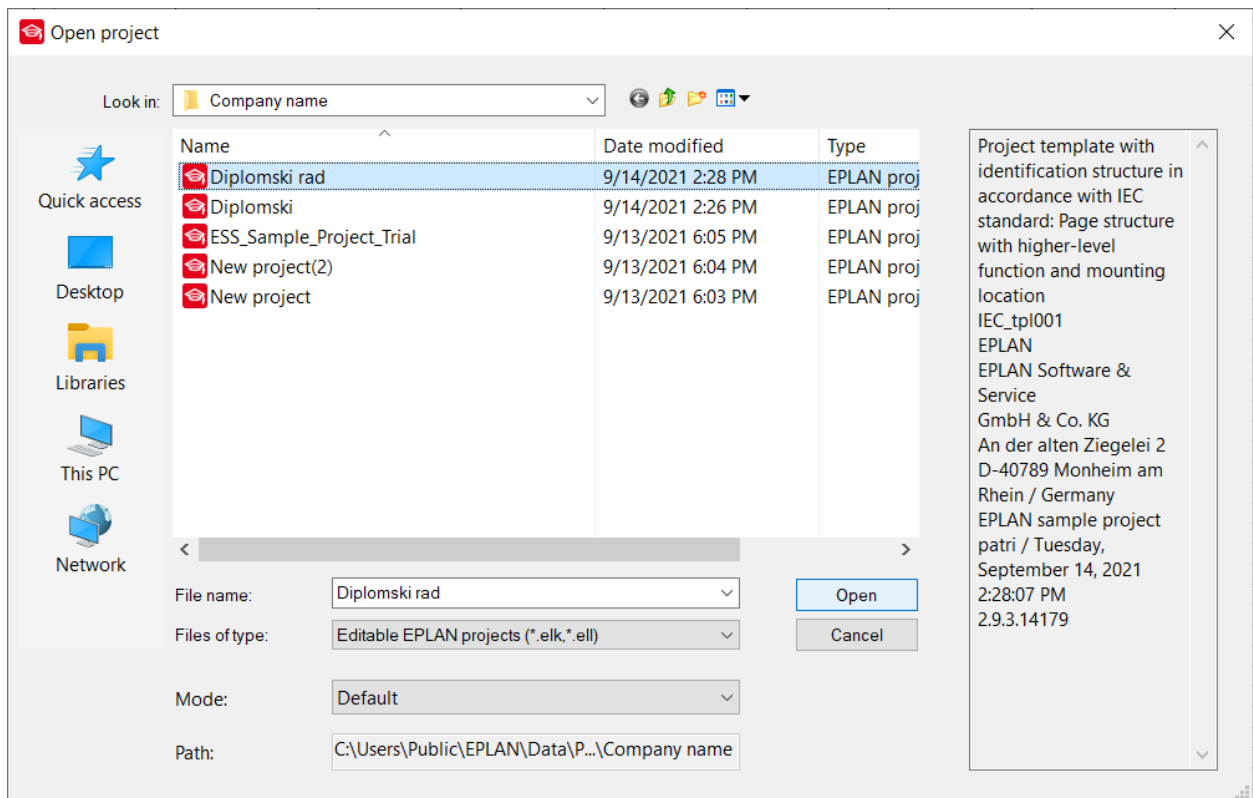 Open project
Look in:
Company name
Quick access
Desktop
Libraries
This PC
Network
Name Date modified Type
Diplomski rad 9/14/2021 2:28 PM EPLAN proj
Diplomski 9/14/2021 2:26 PM EPLAN proj
ESS_Sample_Project_Trial 9/13/2021 6:05 PM EPLAN proj
New project(2) 9/13/2021 6:04 PM EPLAN proj
New project 9/13/2021 6:03 PM EPLAN proj
File name: Diplomski rad Open
Files of type: Editable EPLAN projects (*.elk,*.ell) Cancel
Mode: Default
Path: C:\Users\Public\EPLAN\Data\P...\Company name
Project template with
identification structure in
accordance with IEC
standard: Page structure
with higher-level
function and mounting
location
IEC_tpl001
EPLAN
EPLAN Software &
Service
GmbH & Co. KG
An der alten Ziegelei 2
D-40789 Monheim am
Rhein / Germany
EPLAN sample project
patri / Tuesday,
September 14, 2021
2:28:07 PM
2.9.3.14179